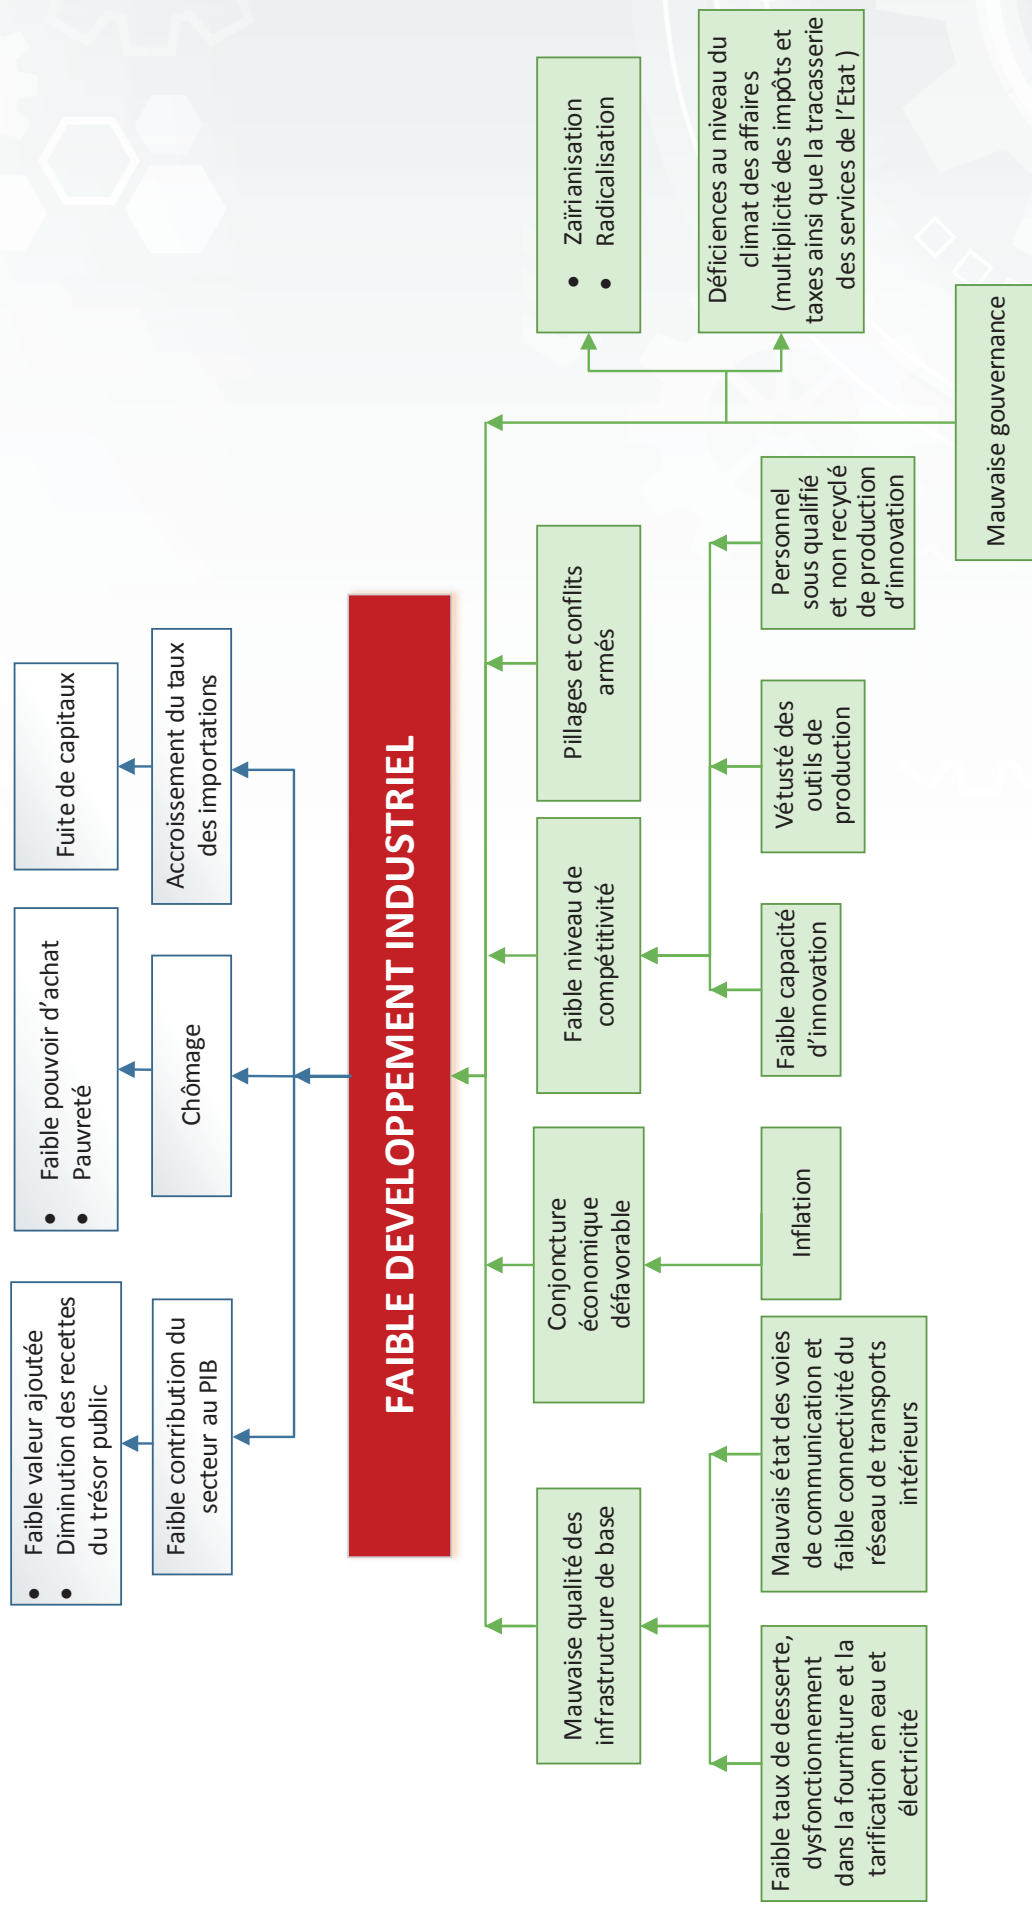 Faible valeur ajoutée
Diminution des recettes
du trésor public
Faible pouvoir d’achat
Pauvreté
Fuite de capitaux
Faible contribution du
secteur au PIB
Chômage
Accroissement du taux
des importations
FAIBLE DEVELOPPEMENT INDUSTRIEL
Mauvaise qualité des
infrastructure de base
Conjoncture
économique
défavorable
Faible niveau de
compétitivité
Pillages et conflits
armés
Zaïrianisation
Radicalisation
Déficiences au niveau du
climat des affaires
(multiplicité des impôts et
taxes ainsi que la tracasserie
des services de l’Etat )
Faible taux de desserte,
dysfonctionnement
dans la fourniture et la
tarification en eau et
électricité
Mauvais état des voies
de communication et
faible connectivité du
réseau de transports
intérieurs
Inflation
Faible capacité
d’innovation
Vétusté des
outils de
production
Personnel
sous qualifié
et non recyclé
de production
d’innovation
Mauvaise gouvernance